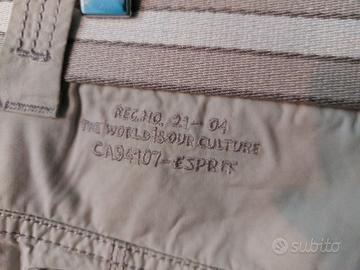 REG.NO. 21-04
THE WORLD IS OUR CULTURE
CA94107-ESPRIT
subito